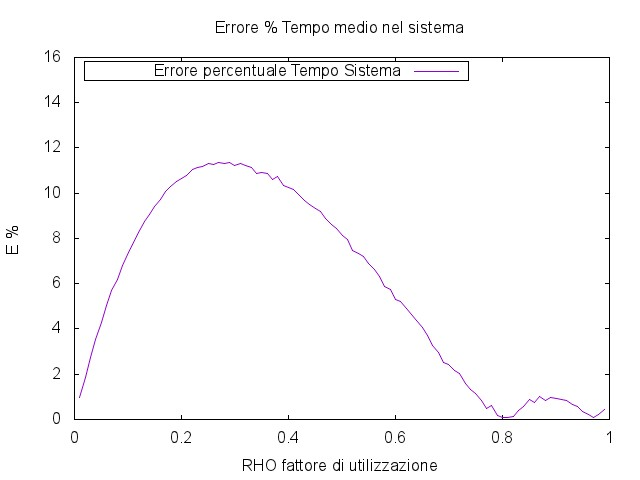 Errore % Tempo medio nel sistema
Errore percentuale Tempo Sistema
16
14
12
10
8
6
4
2
0
E %
0 0.2 0.4 0.6 0.8 1
RHO fattore di utilizzazione